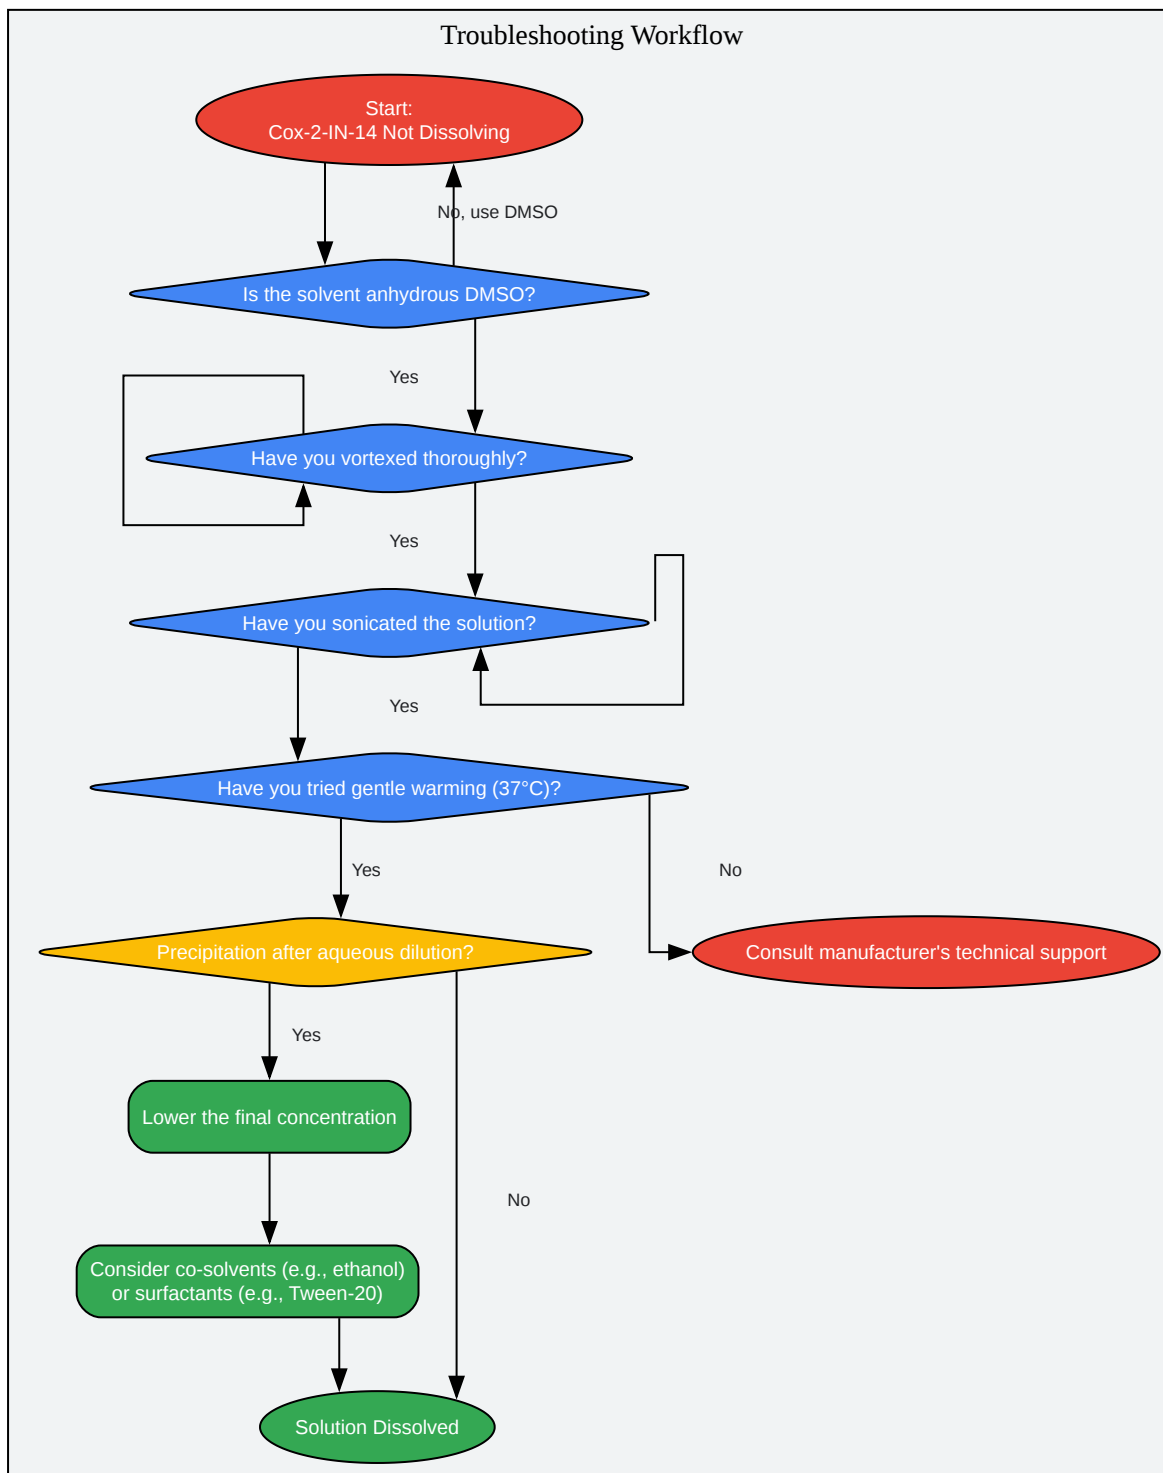 Troubleshooting Workflow
Start:
Cox-2-IN-14 Not Dissolving
No, use DMSO
Is the solvent anhydrous DMSO?
Yes
Have you vortexed thoroughly?
Yes
Have you sonicated the solution?
Yes
Have you tried gentle warming (37°C)?
Yes
No
Precipitation after aqueous dilution?
Consult manufacturer's technical support
Yes
Lower the final concentration
No
Consider co-solvents (e.g., ethanol)
or surfactants (e.g., Tween-20)
Solution Dissolved